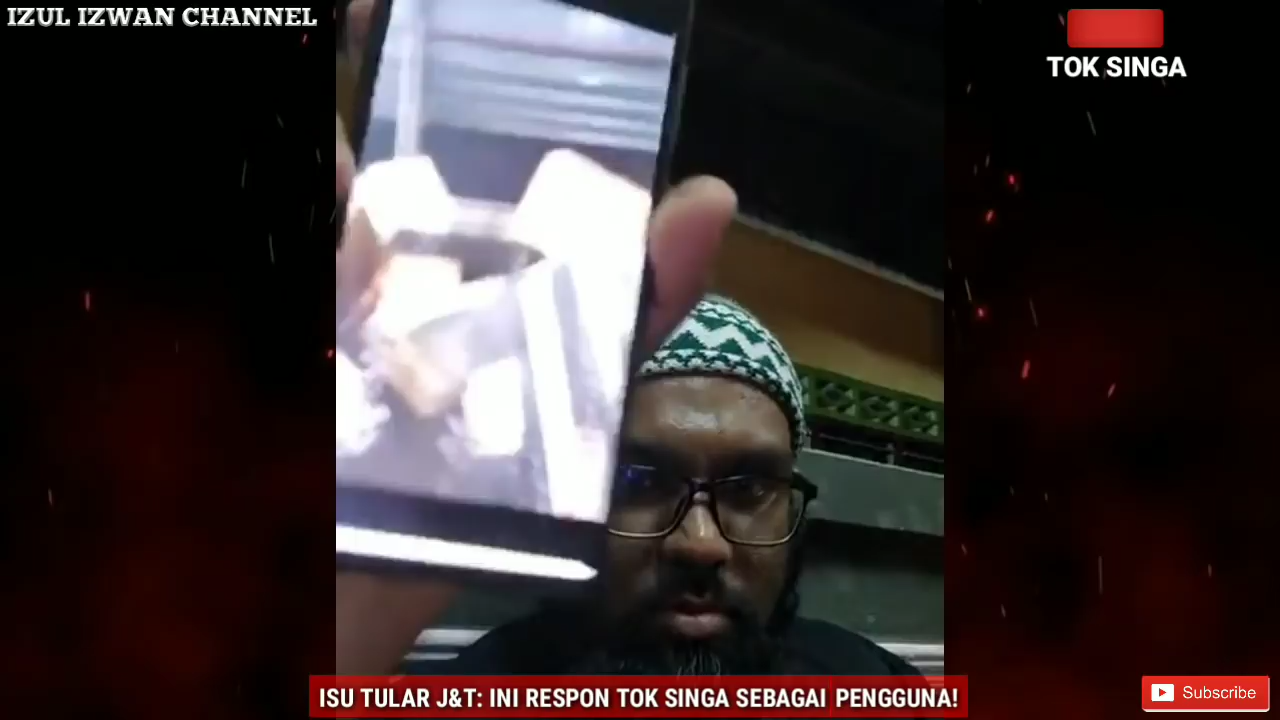 IZUL IZWAN CHANNEL
TOK SINGA
ISU TULAR J&T: INI RESPON TOK SINGA SEBAGAI PENGGUNA!
Subscribe